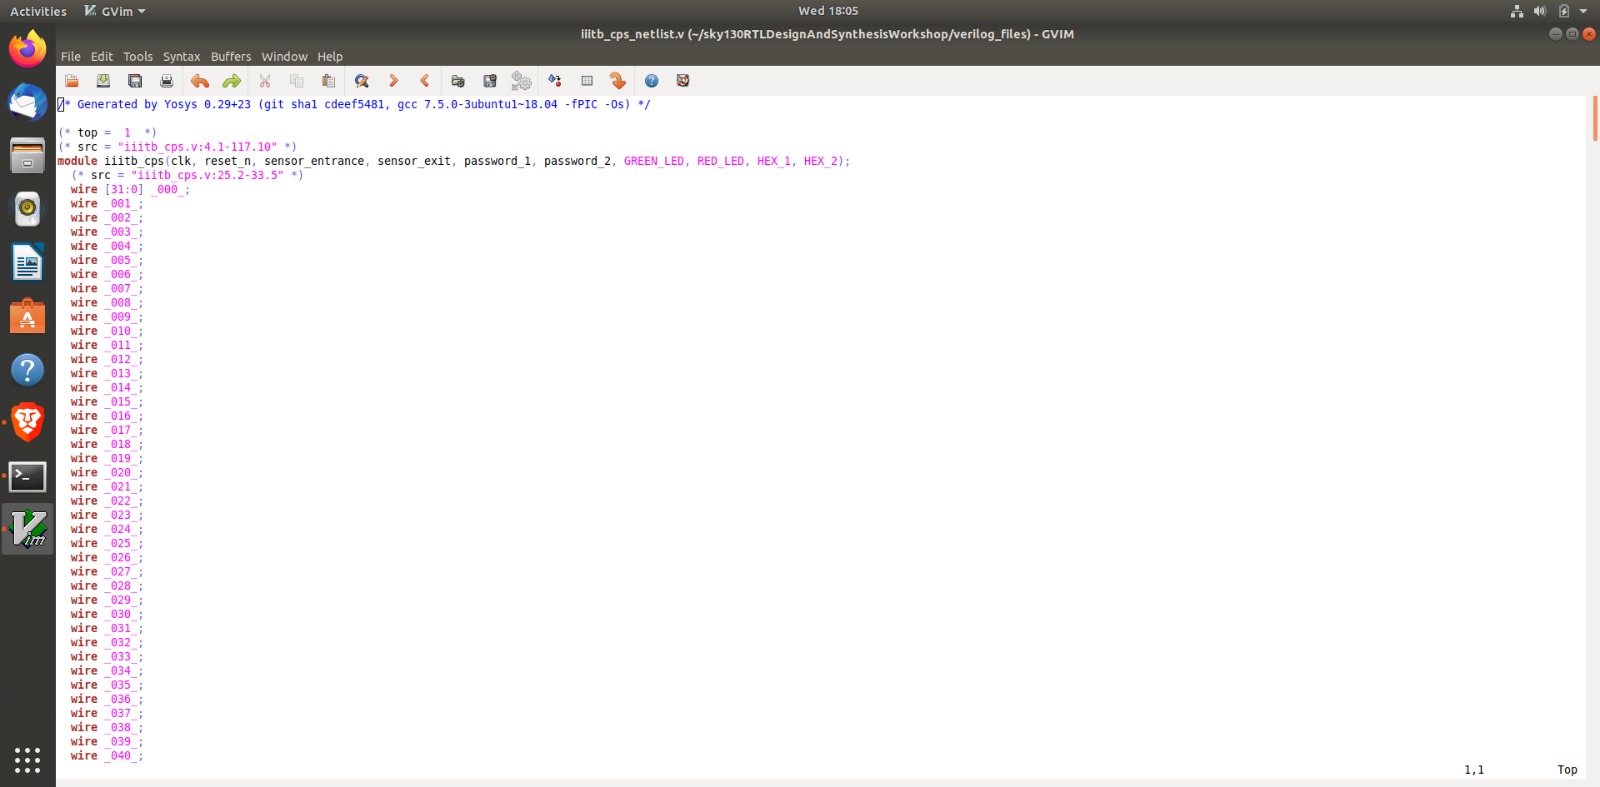 Activities GVim Wed 18:05
iiitb_cps_netlist.v (~/sky130RTLDesignAndSynthesisWorkshop/verilog_files) - GVIM
File Edit Tools Syntax Buffers Window Help
/* Generated by Yosys 0.29+23 (git sha1 cdeef5481, gcc 7.5.0-3ubuntu1~18.04 -fPIC -Os) */
(* top =  1  *)
(* src = "iiitb_cps.v:4.1-117.10" *)
module iiitb_cps(clk, reset_n, sensor_entrance, sensor_exit, password_1, password_2, GREEN_LED, RED_LED, HEX_1, HEX_2);
(* src = "iiitb_cps.v:25.2-33.5" *)
wire [31:0] _000_;
wire _001_;
wire _002_;
wire _003_;
wire _004_;
wire _005_;
wire _006_;
wire _007_;
wire _008_;
wire _009_;
wire _010_;
wire _011_;
wire _012_;
wire _013_;
wire _014_;
wire _015_;
wire _016_;
wire _017_;
wire _018_;
wire _019_;
wire _020_;
wire _021_;
wire _022_;
wire _023_;
wire _024_;
wire _025_;
wire _026_;
wire _027_;
wire _028_;
wire _029_;
wire _030_;
wire _031_;
wire _032_;
wire _033_;
wire _034_;
wire _035_;
wire _036_;
wire _037_;
wire _038_;
wire _039_;
wire _040_;
1,1 Top